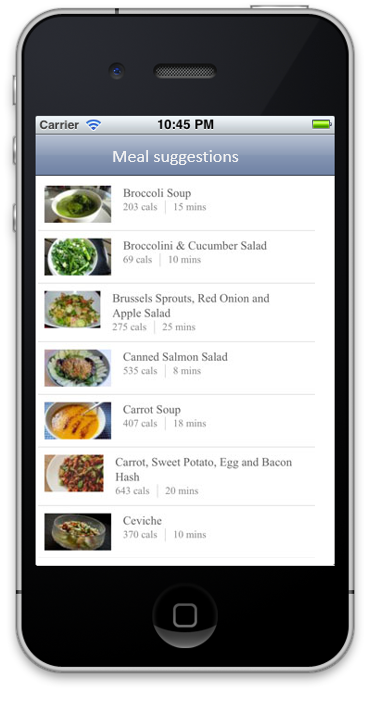 Carrier
10:45 PM
Meal suggestions
Broccoli Soup
203 cals | 15 mins
Broccolini & Cucumber Salad
69 cals | 10 mins
Brussels Sprouts, Red Onion and
Apple Salad
275 cals | 25 mins
Canned Salmon Salad
535 cals | 8 mins
Carrot Soup
407 cals | 18 mins
Carrot, Sweet Potato, Egg and Bacon
Hash
643 cals | 20 mins
Ceviche
370 cals | 10 mins